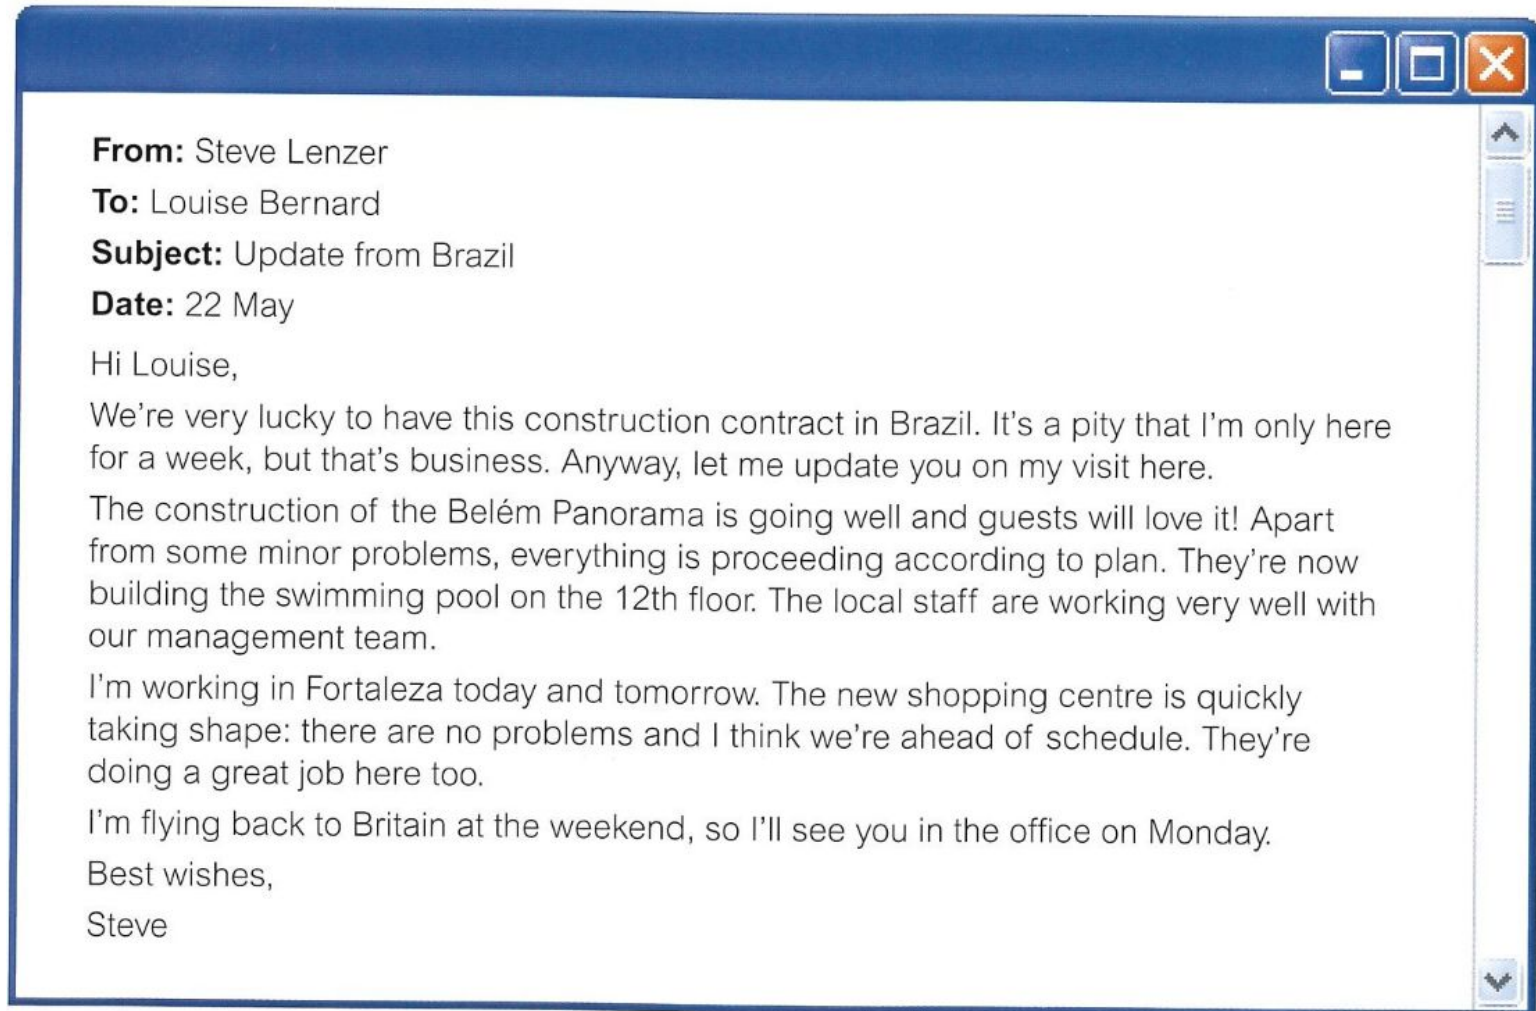 From: Steve Lenzer
To: Louise Bernard
Subject: Update from Brazil
Date: 22 May
Hi Louise,
We're very lucky to have this construction contract in Brazil. It's a pity that I'm only here
for a week, but that's business. Anyway, let me update you on my visit here.
The construction of the Belém Panorama is going well and guests will love it! Apart
from some minor problems, everything is proceeding according to plan. They're now
building the swimming pool on the 12th floor. The local staff are working very well with
our management team.
I'm working in Fortaleza today and tomorrow. The new shopping centre is quickly
taking shape: there are no problems and I think we're ahead of schedule. They're
doing a great job here too.
I'm flying back to Britain at the weekend, so I'll see you in the office on Monday.
Best wishes,
Steve